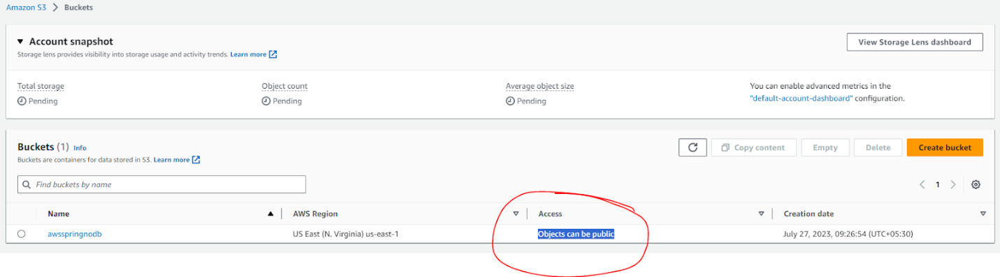 Amazon S3 > Buckets
Account snapshot
View Storage Lens dashboard
Storage lens provides visibility into storage usage and activity trends. Learn more
Total storage
Object count
Average object size
You can enable advanced metrics in the
Pending
Pending
Pending
"default-account-dashboard" configuration.
Buckets (1) Info
Copy content
Empty
Delete
Create bucket
Buckets are containers for data stored in S3. Learn more
Find buckets by name
1
Name
AWS Region
Access
Creation date
awsspringnodb
US East (N. Virginia) us-east-1
Objects can be public
July 27, 2023, 09:26:54 (UTC+05:30)